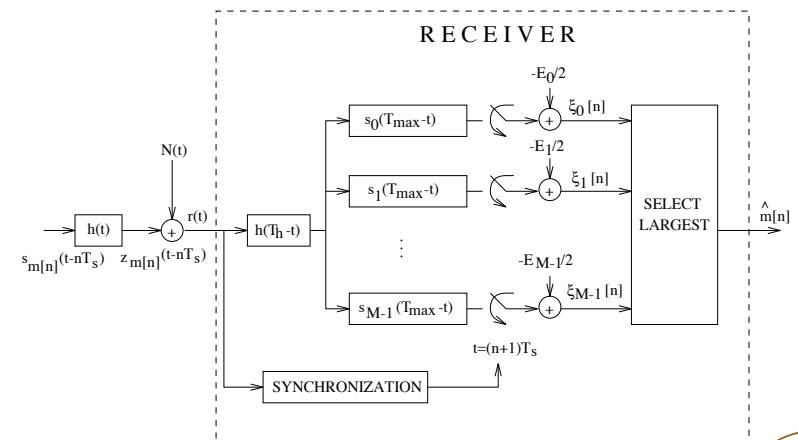 RECEIVER
-E0/2
s0(Tmax-t)
+
ξ0[n]
N(t)
-E1/2
s1(Tmax-t)
+
ξ1[n]
r(t)
h(t)
+
h(Th-t)
SELECT
LARGEST
m̂[n]
sm[n](t-nTs)
zm[n](t-nTs)
⋮
-EM-1/2
sM-1(Tmax-t)
+
ξM-1[n]
t=(n+1)Ts
SYNCHRONIZATION